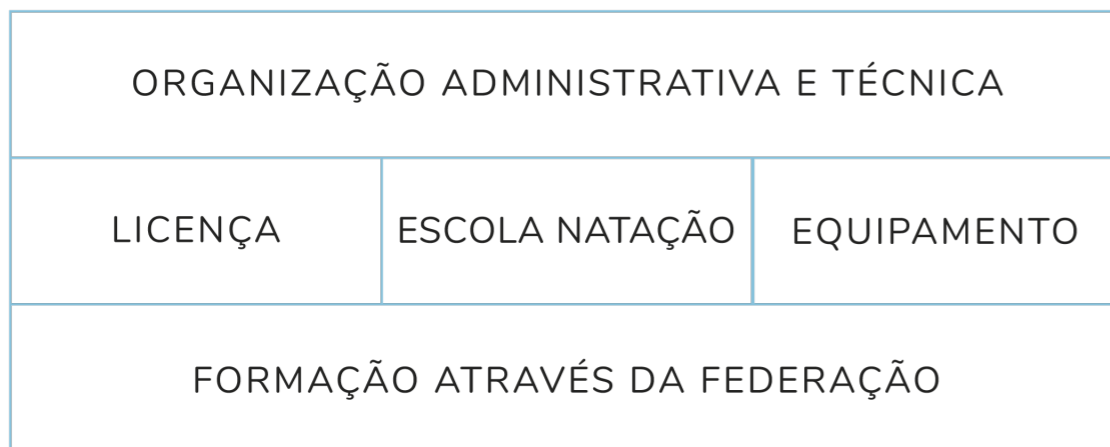 ORGANIZAÇÃO ADMINISTRATIVA E TÉCNICA
LICENÇA
ESCOLA NATAÇÃO
EQUIPAMENTO
FORMAÇÃO ATRAVÉS DA FEDERAÇÃO